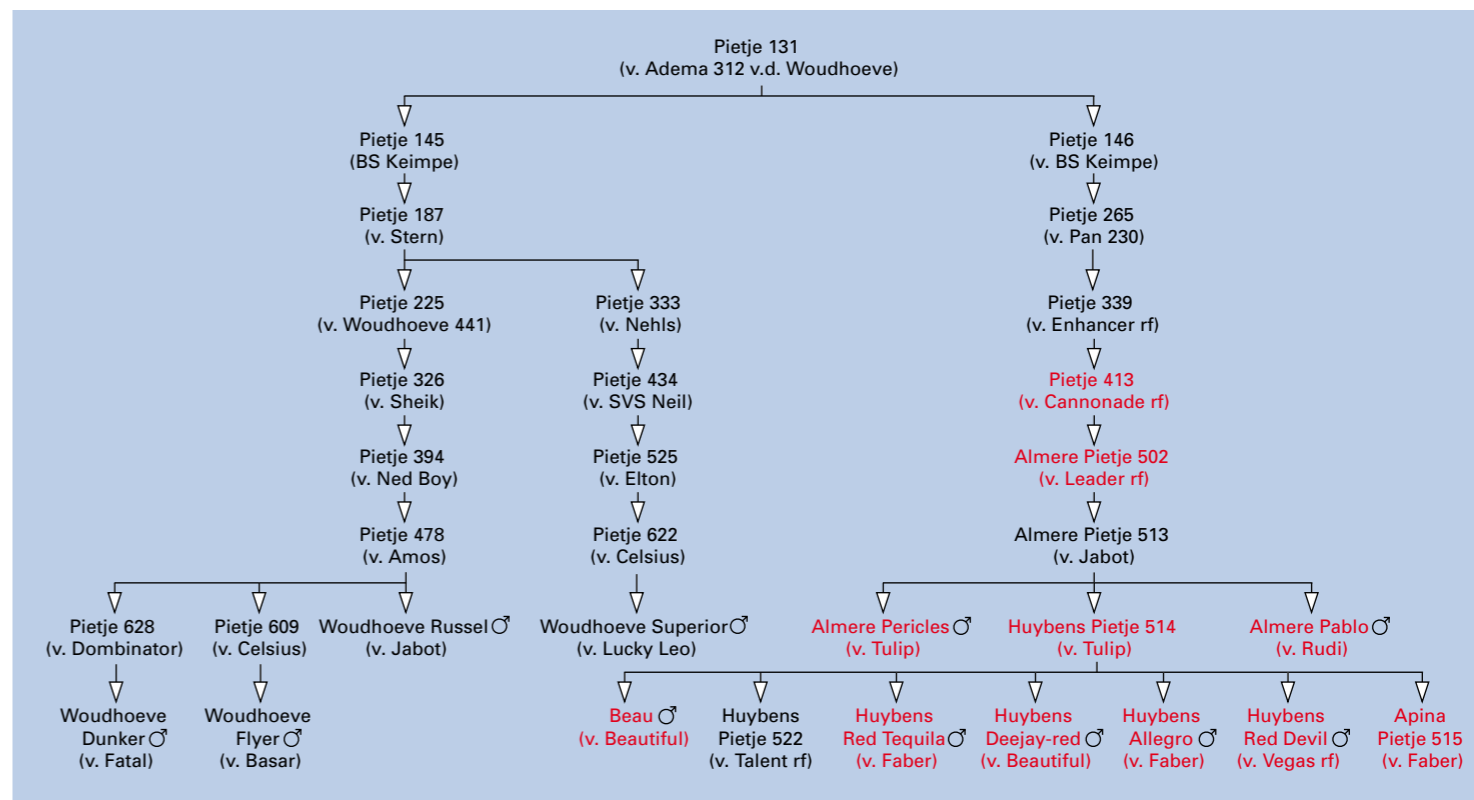 Pietje 131
(v. Adema 312 v.d. Woudhoeve)
Pietje 145
(BS Keimpe)
Pietje 146
(v. BS Keimpe)
Pietje 187
(v. Stern)
Pietje 265
(v. Pan 230)
Pietje 225
(v. Woudhoeve 441)
Pietje 333
(v. Nehls)
Pietje 339
(v. Enhancer rf)
Pietje 326
(v. Sheik)
Pietje 434
(v. SVS Neil)
Pietje 413
(v. Cannonade rf)
Pietje 394
(v. Ned Boy)
Pietje 525
(v. Elton)
Almere Pietje 502
(v. Leader rf)
Pietje 478
(v. Amos)
Pietje 622
(v. Celsius)
Almere Pietje 513
(v. Jabot)
Pietje 628
(v. Dombinator)
Pietje 609
(v. Celsius)
Woudhoeve Russel ♂
(v. Jabot)
Woudhoeve Superior ♂
(v. Lucky Leo)
Almere Pericles ♂
(v. Tulip)
Huybens Pietje 514
(v. Tulip)
Almere Pablo ♂
(v. Rudi)
Woudhoeve
Dunker ♂
(v. Fatal)
Woudhoeve
Flyer ♂
(v. Basar)
Beau ♂
(v. Beautiful)
Huybens
Pietje 522
(v. Talent rf)
Huybens
Red Tequila ♂
(v. Faber)
Huybens
Deejay-red ♂
(v. Beautiful)
Huybens
Allegro ♂
(v. Faber)
Huybens
Red Devil ♂
(v. Vegas rf)
Apina
Pietje 515
(v. Faber)